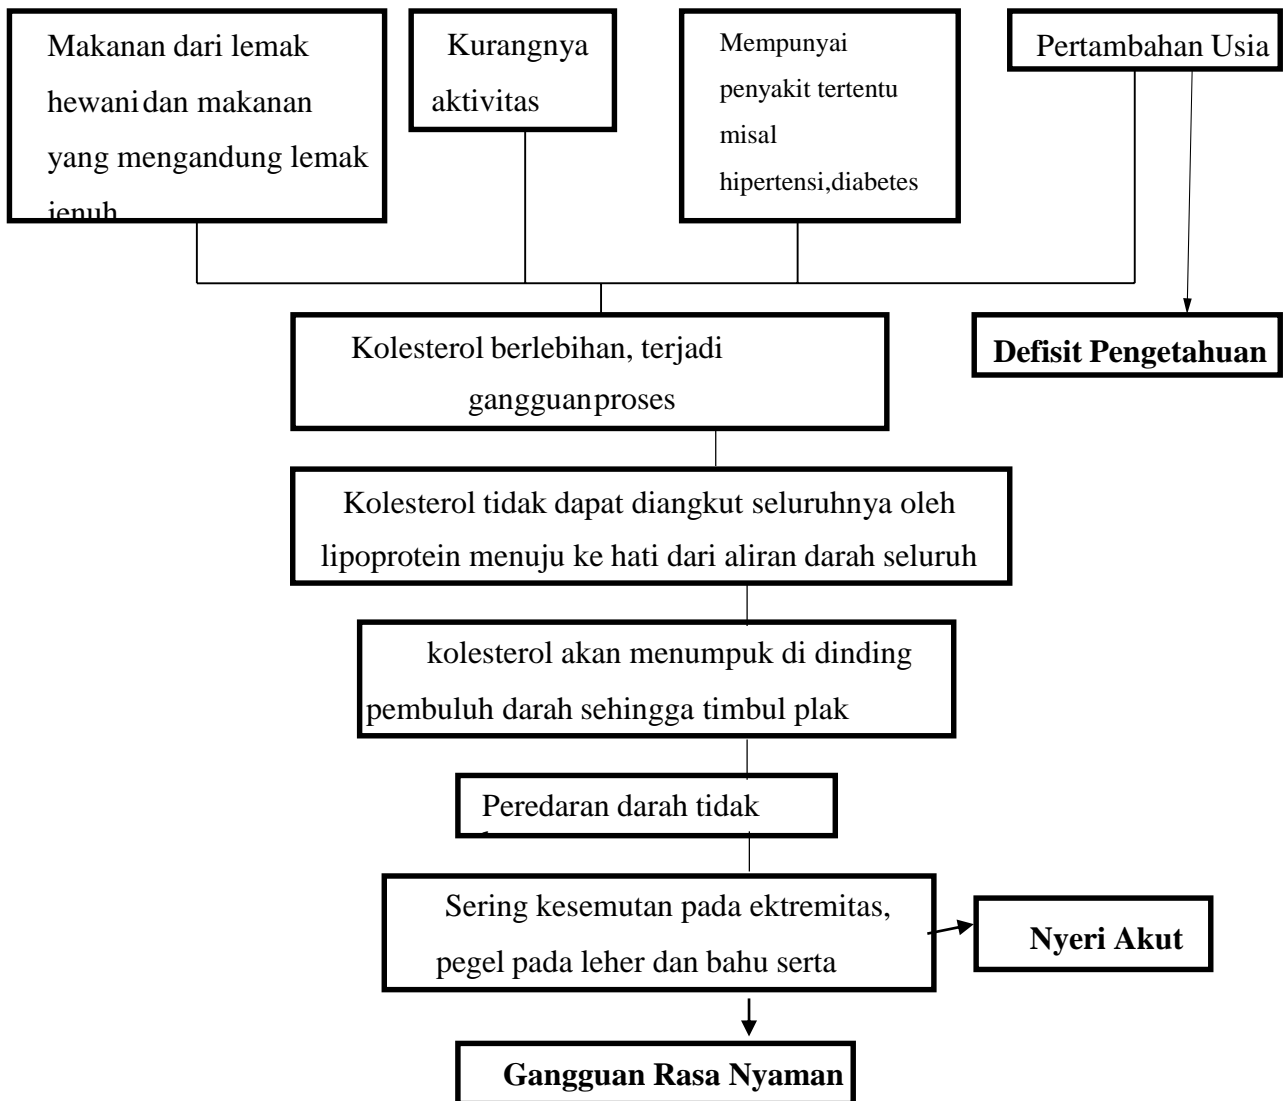 Makanan dari lemak
hewani dan makanan
yang mengandung lemak
jenuh
Kurangnya
aktivitas
Mempunyai
penyakit tertentu
misal
hipertensi,diabetes
Pertambahan Usia
Kolesterol berlebihan, terjadi
gangguan proses
Defisit Pengetahuan
Kolesterol tidak dapat diangkut seluruhnya oleh
lipoprotein menuju ke hati dari aliran darah seluruh
kolesterol akan menumpuk di dinding
pembuluh darah sehingga timbul plak
Peredaran darah tidak
Sering kesemutan pada ektremitas,
pegel pada leher dan bahu serta
Nyeri Akut
Gangguan Rasa Nyaman